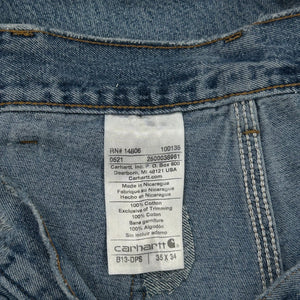 RN# 14806 100136
0521 2600036991
Carhartt, Inc. P.O. Box 600
Dearborn, MI 48121 USA
Carhartt.com
Made in Nicaragua
Fabriqué au Nicaragua
Hecho en Nicaragua
100% Cotton
Exclusive of Trimming
100% Coton
Sans garniture
100% Algodón
Sin incluir adorno
carhartt
B13-DPS 35 X 34